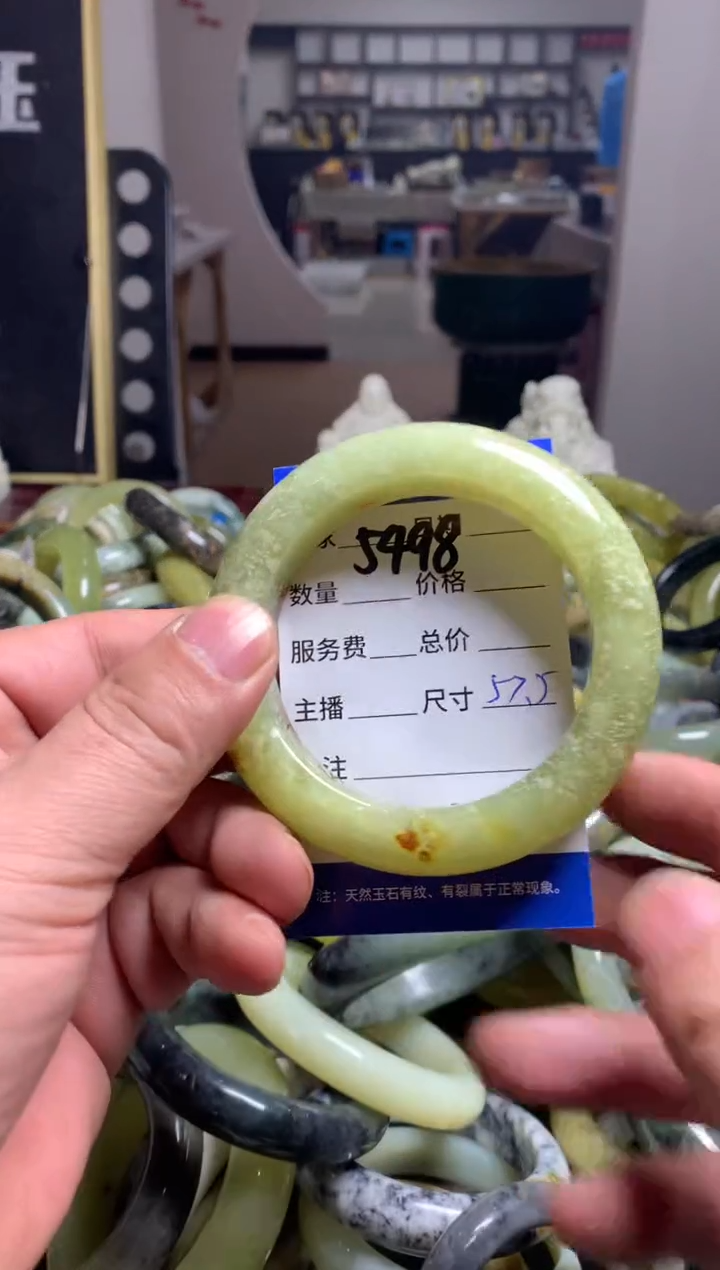 玉
5498
数量 价格
服务费 总价
主播 尺寸 57.5
注
注：天然玉石有纹、有裂属于正常现象。